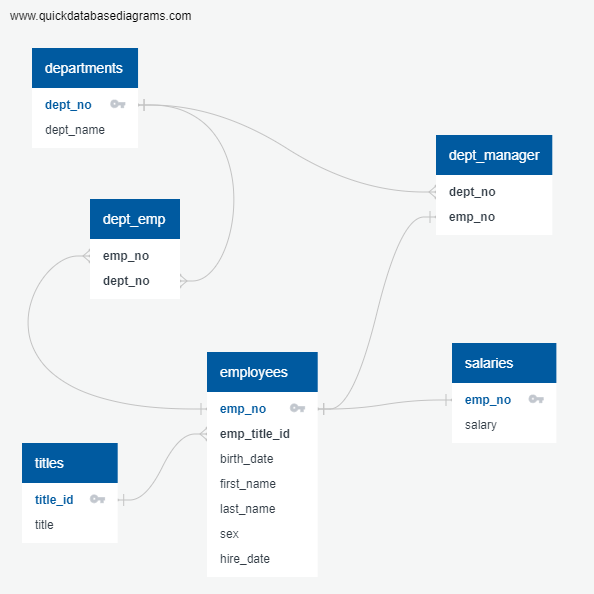 www.quickdatabasediagrams.com
departments
dept_no
dept_name
dept_manager
dept_no
emp_no
dept_emp
emp_no
dept_no
employees
emp_no
emp_title_id
birth_date
first_name
last_name
sex
hire_date
salaries
emp_no
salary
titles
title_id
title